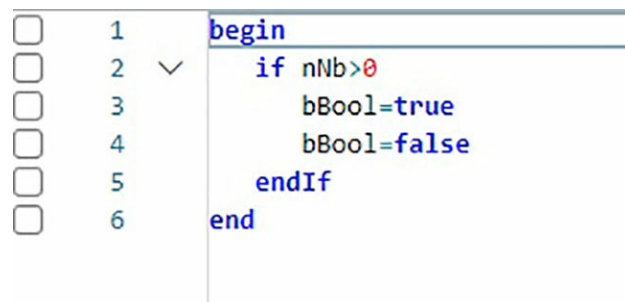 1 begin
2 if nNb>0
3 bBool=true
4 bBool=false
5 endIf
6 end